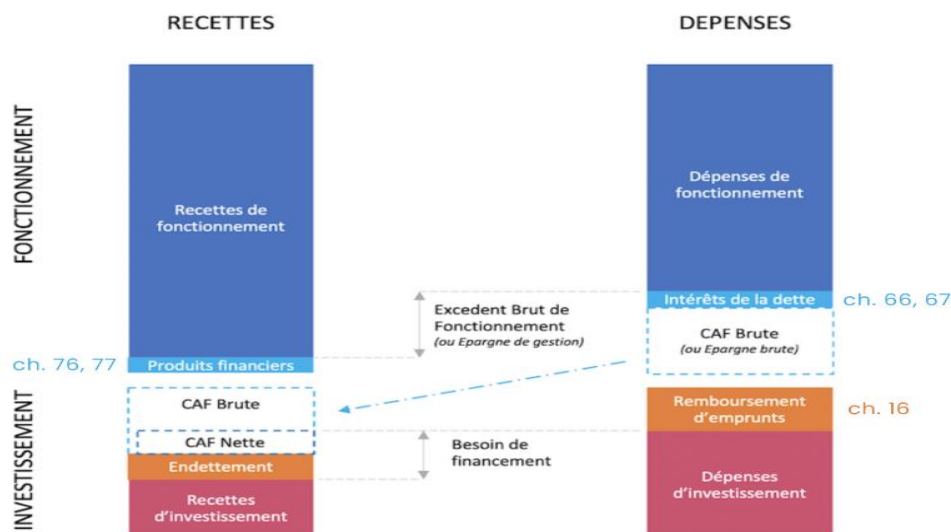 RECETTES
DEPENSES
FONCTIONNEMENT
Recettes de
fonctionnement
Dépenses de
fonctionnement
Intérêts de la dette
ch. 66, 67
Excedent Brut de
Fonctionnement
(ou Epargne de gestion)
CAF Brute
(ou Epargne brute)
ch. 76, 77
Produits financiers
INVESTISSEMENT
CAF Brute
CAF Nette
Endettement
Recettes
d'investissement
Besoin de
financement
Remboursement
d'emprunts
ch. 16
Dépenses
d'investissement